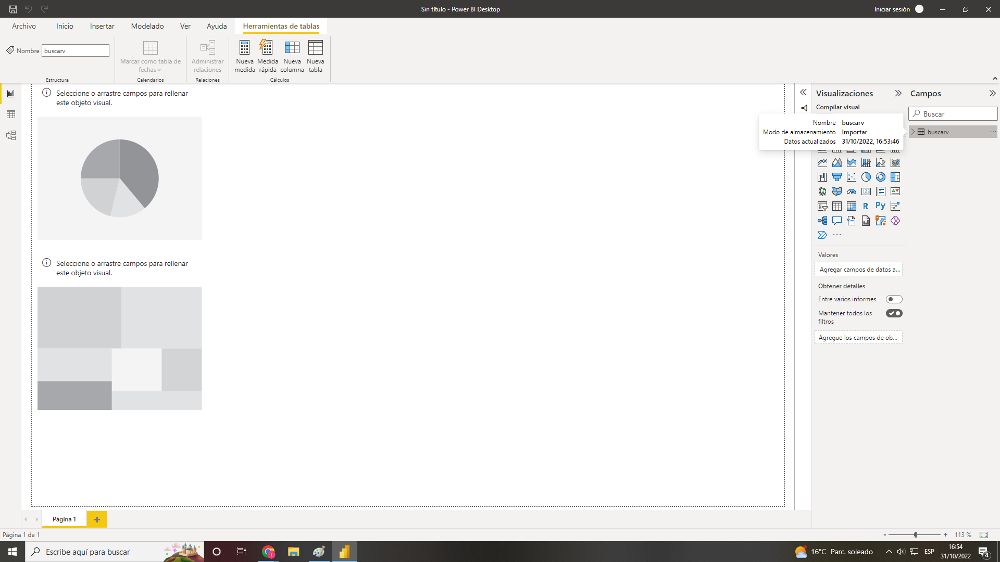 Sin título - Power BI Desktop
Iniciar sesión
Archivo
Inicio
Insertar
Modelado
Ver
Ayuda
Herramientas de tablas
Nombre
buscarv
Marcar como tabla de
fechas
Administrar
relaciones
Nueva
medida
Medida
rápida
Nueva
columna
Nueva
tabla
Estructura
Calendarios
Relaciones
Cálculos
Seleccione o arrastre campos para rellenar
este objeto visual.
Seleccione o arrastre campos para rellenar
este objeto visual.
Visualizaciones
Compilar visual
Nombre buscarv
Modo de almacenamiento Importar
Datos actualizados 31/10/2022, 16:53:46
123
R
Py
Valores
Agregar campos de datos a...
Obtener detalles
Entre varios informes
Mantener todos los
filtros
Agregue los campos de ob...
Campos
Buscar
buscarv
Página 1
Página 1 de 1
113 %
Escribe aquí para buscar
16°C Parc. soleado
ESP
16:54
31/10/2022
4